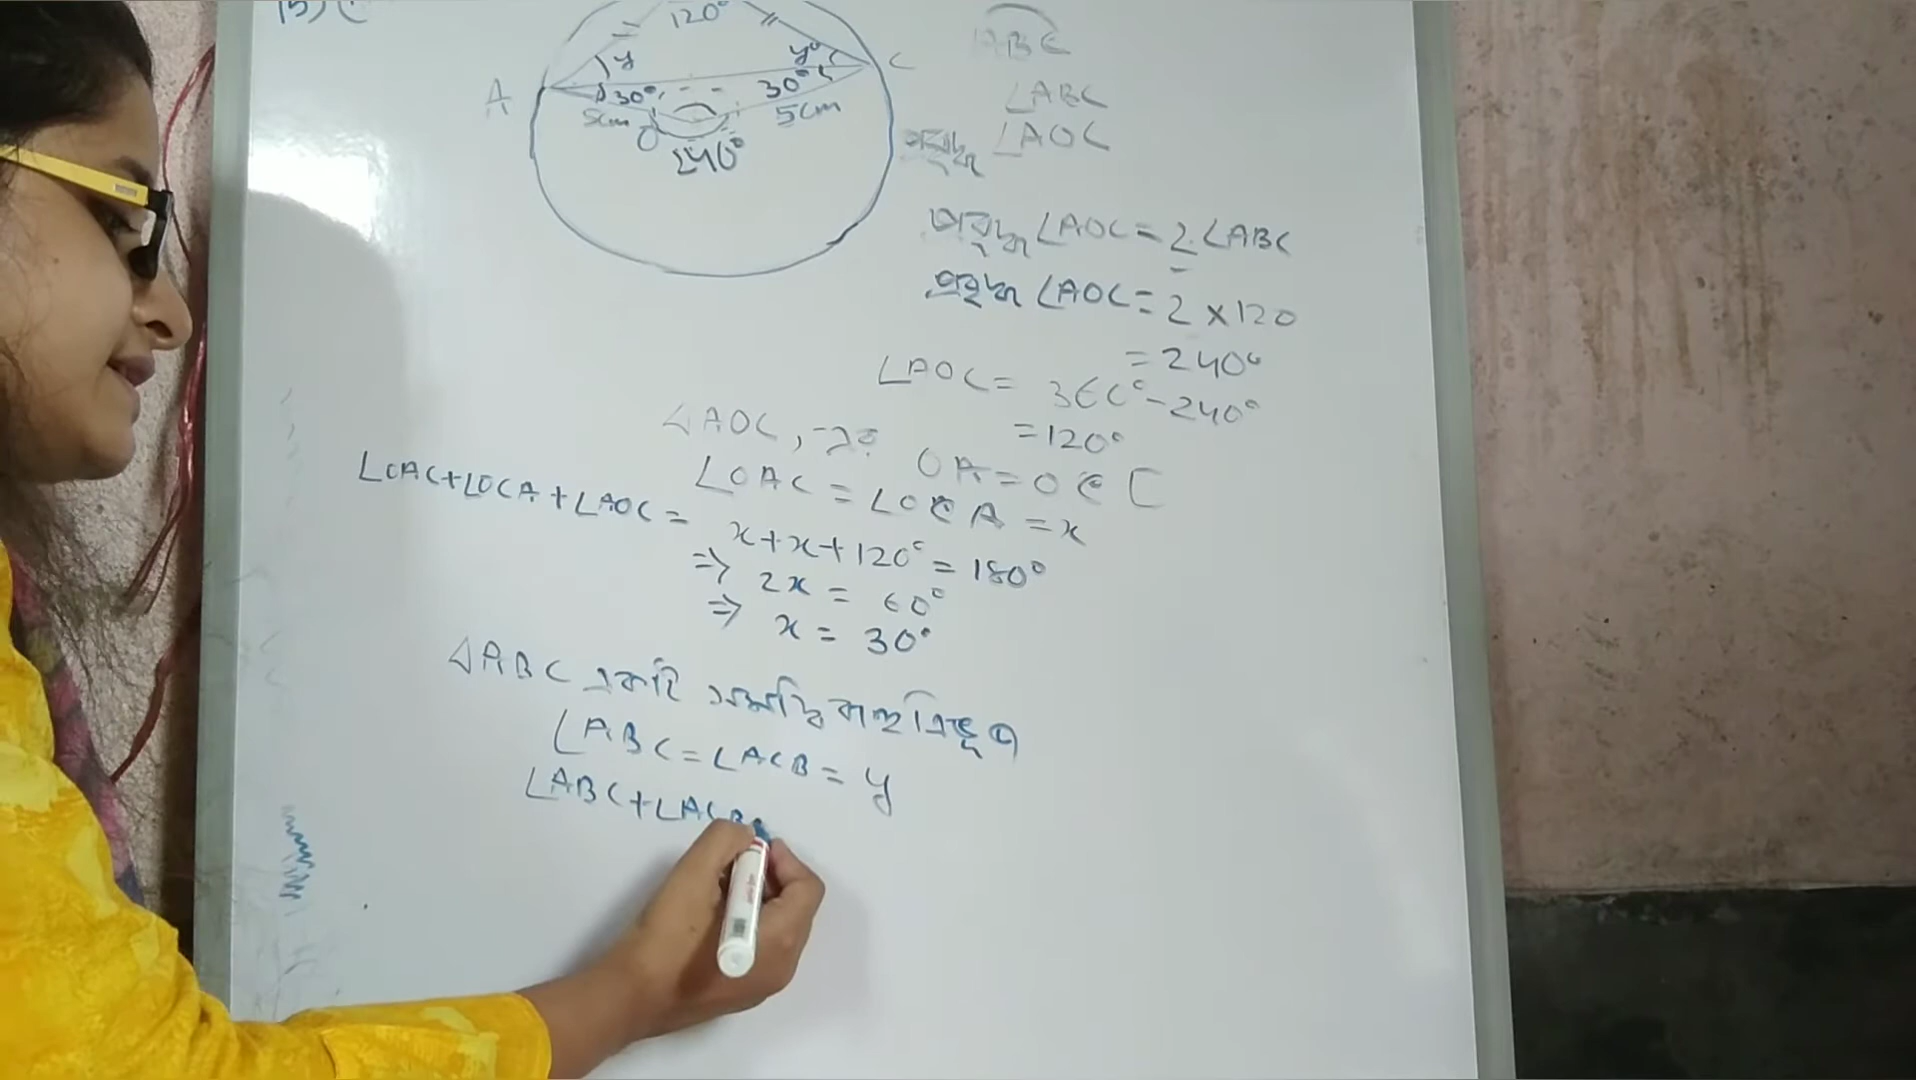 15)(
120°
y y°
A C
30° 30°
5cm 5cm
O
240°
ABC
∠ABC
প্রবৃদ্ধ ∠AOC
প্রবৃদ্ধ ∠AOC = 2 ∠ABC
প্রবৃদ্ধ ∠AOC = 2 × 120
= 240°
∠AOC = 360° - 240°
= 120°
△AOC, -এর OA = OC
∠OAC = ∠OCA = x
∠OAC+∠OCA+∠AOC =
x+x+120° = 180°
⇒ 2x = 60°
⇒ x = 30°
△ABC একটি সমদ্বিবাহু ত্রিভূজ
∠ABC = ∠ACB = y
∠ABC+∠ACB